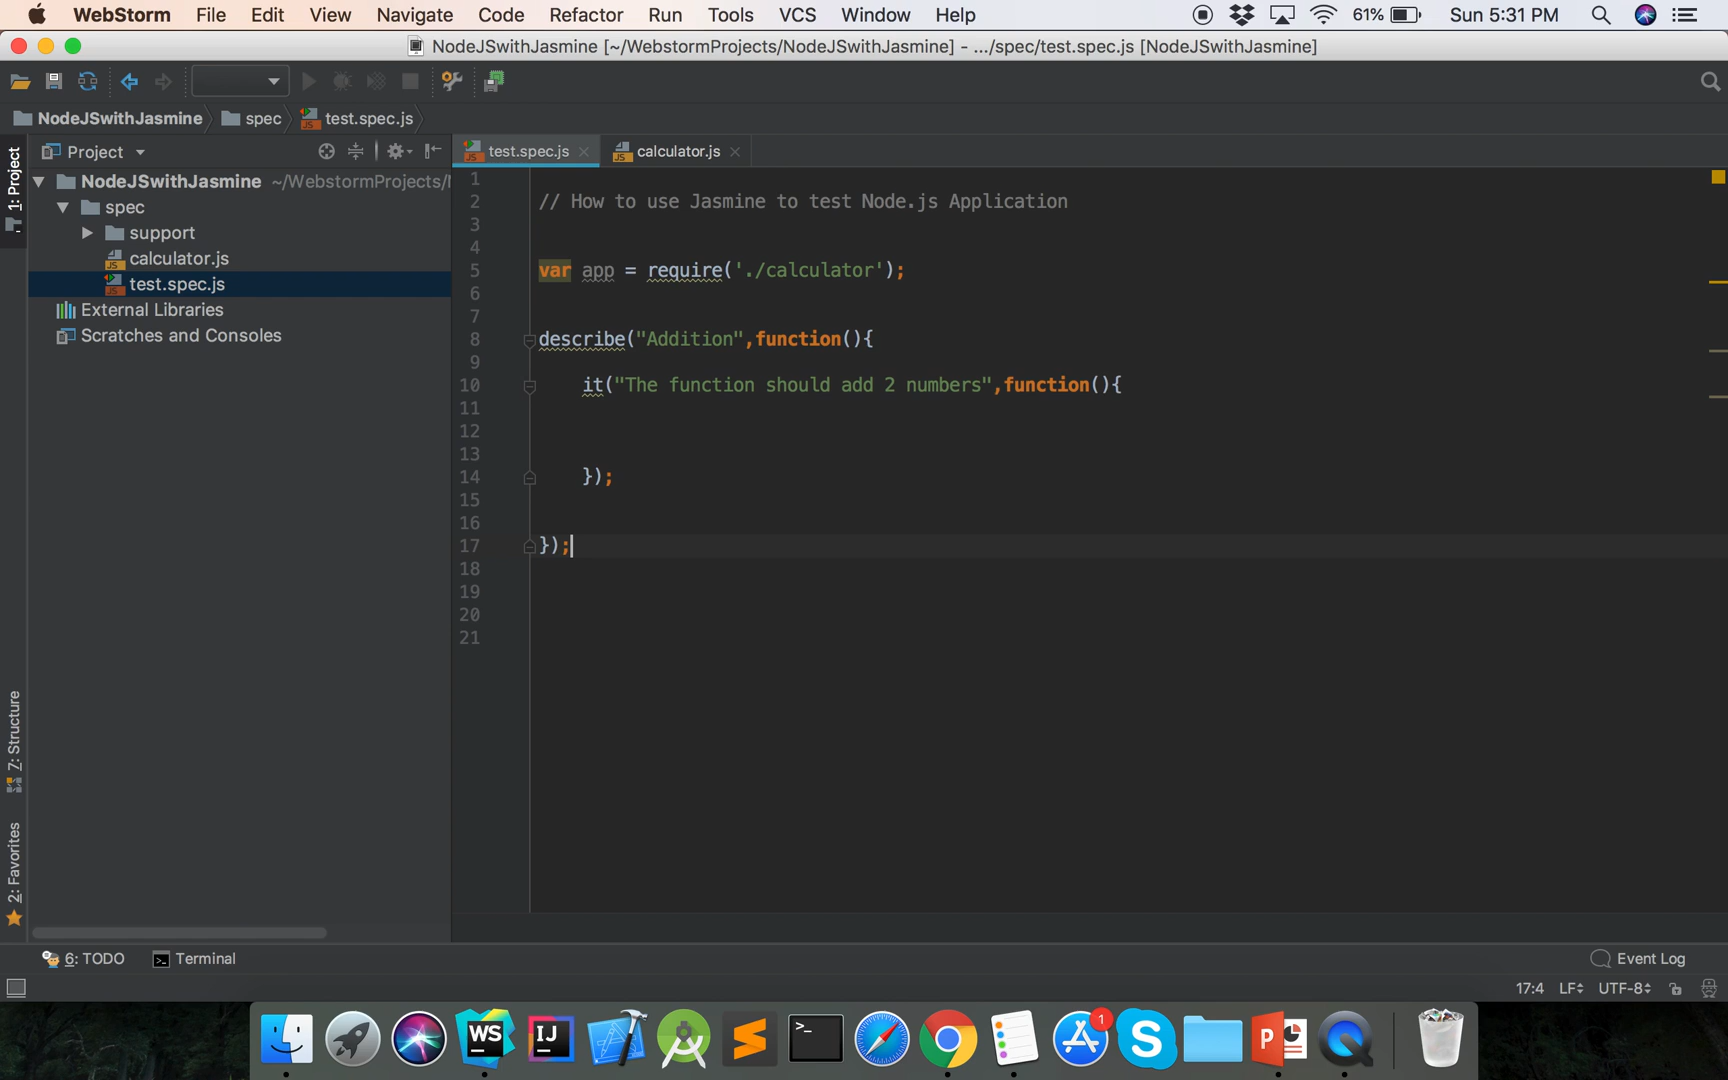 WebStorm File Edit View Navigate Code Refactor Run Tools VCS Window Help 61% Sun 5:31 PM
NodeJSwithJasmine [~/WebstormProjects/NodeJSwithJasmine] - .../spec/test.spec.js [NodeJSwithJasmine]
NodeJSwithJasmine spec test.spec.js
1: Project
Project
NodeJSwithJasmine ~/WebstormProjects/
spec
support
calculator.js
test.spec.js
External Libraries
Scratches and Consoles
Z: Structure
2: Favorites
test.spec.js calculator.js
1
2 // How to use Jasmine to test Node.js Application
3
4
5 var app = require('./calculator');
6
7
8 describe("Addition",function(){
9
10 it("The function should add 2 numbers",function(){
11
12
13
14 });
15
16
17 });
18
19
20
21
6: TODO Terminal Event Log
17:4 LF UTF-8
WS IJ >_ 1 S P